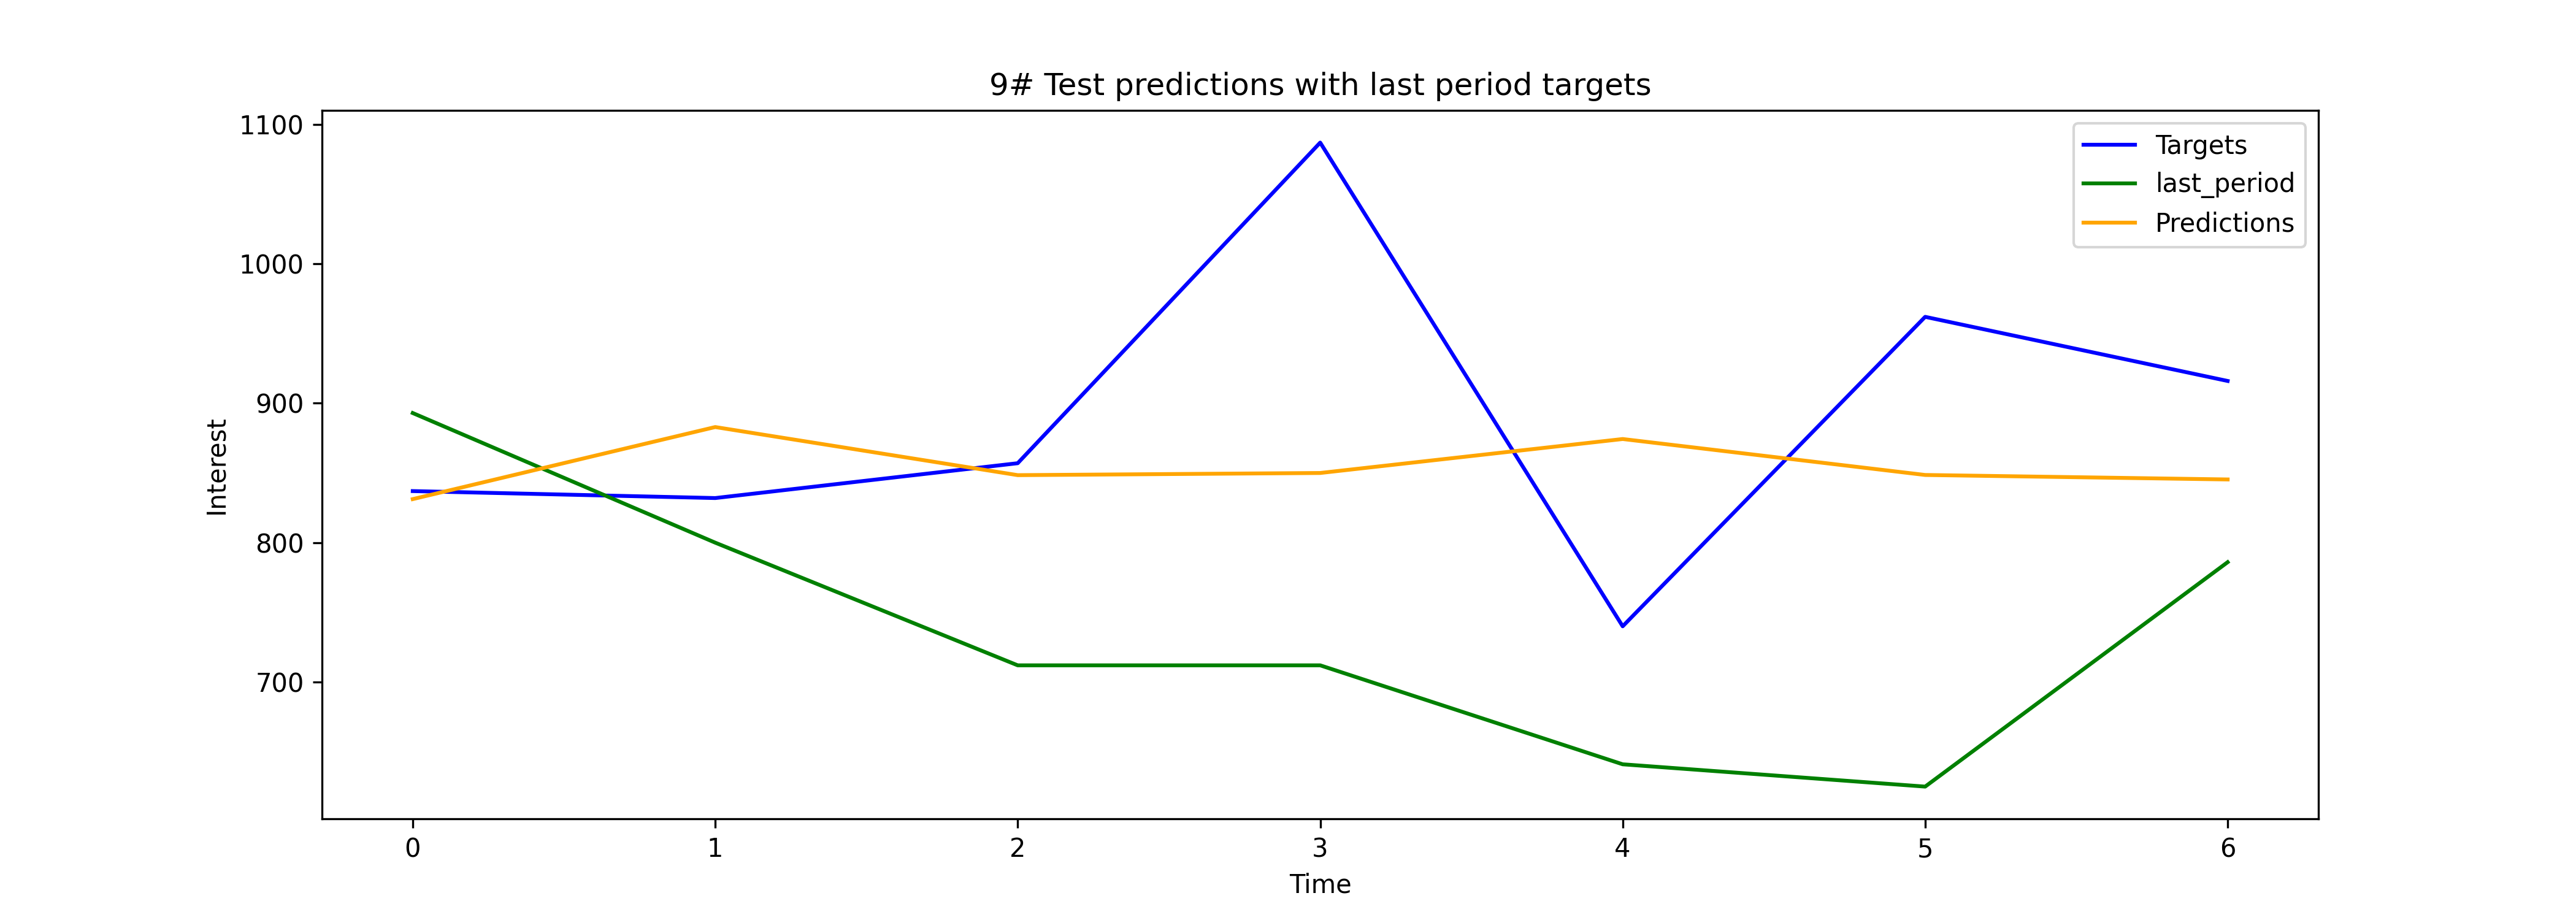 9# Test predictions with last period targets
1100
1000
900
800
700
Interest
Targets
last_period
Predictions
0 1 2 3 4 5 6
Time